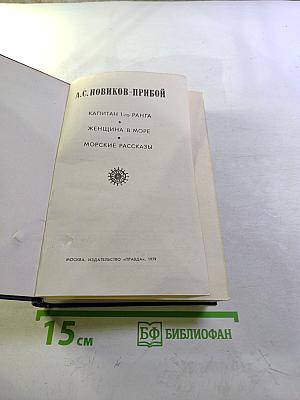 А.С.НОВИКОВ-ПРИБОЙ
КАПИТАН 1-го РАНГА
ЖЕНЩИНА В МОРЕ
МОРСКИЕ РАССКАЗЫ
МОСКВА, ИЗДАТЕЛЬСТВО «ПРАВДА», 1979
15 см
БФ БИБЛИОФАН